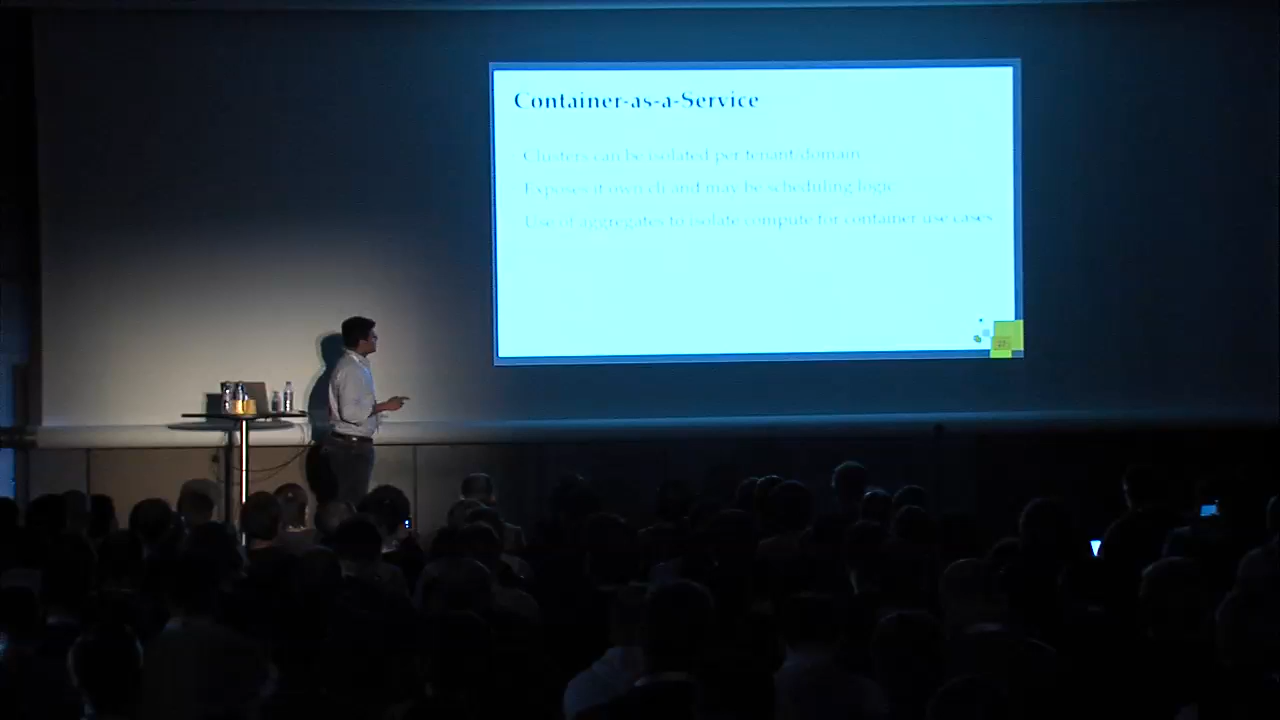 Container-as-a-Service
Clusters can be isolated per tenant domain
Exposes it own cli and may be scheduling logic
Use of aggregates to isolate compute for container use cases